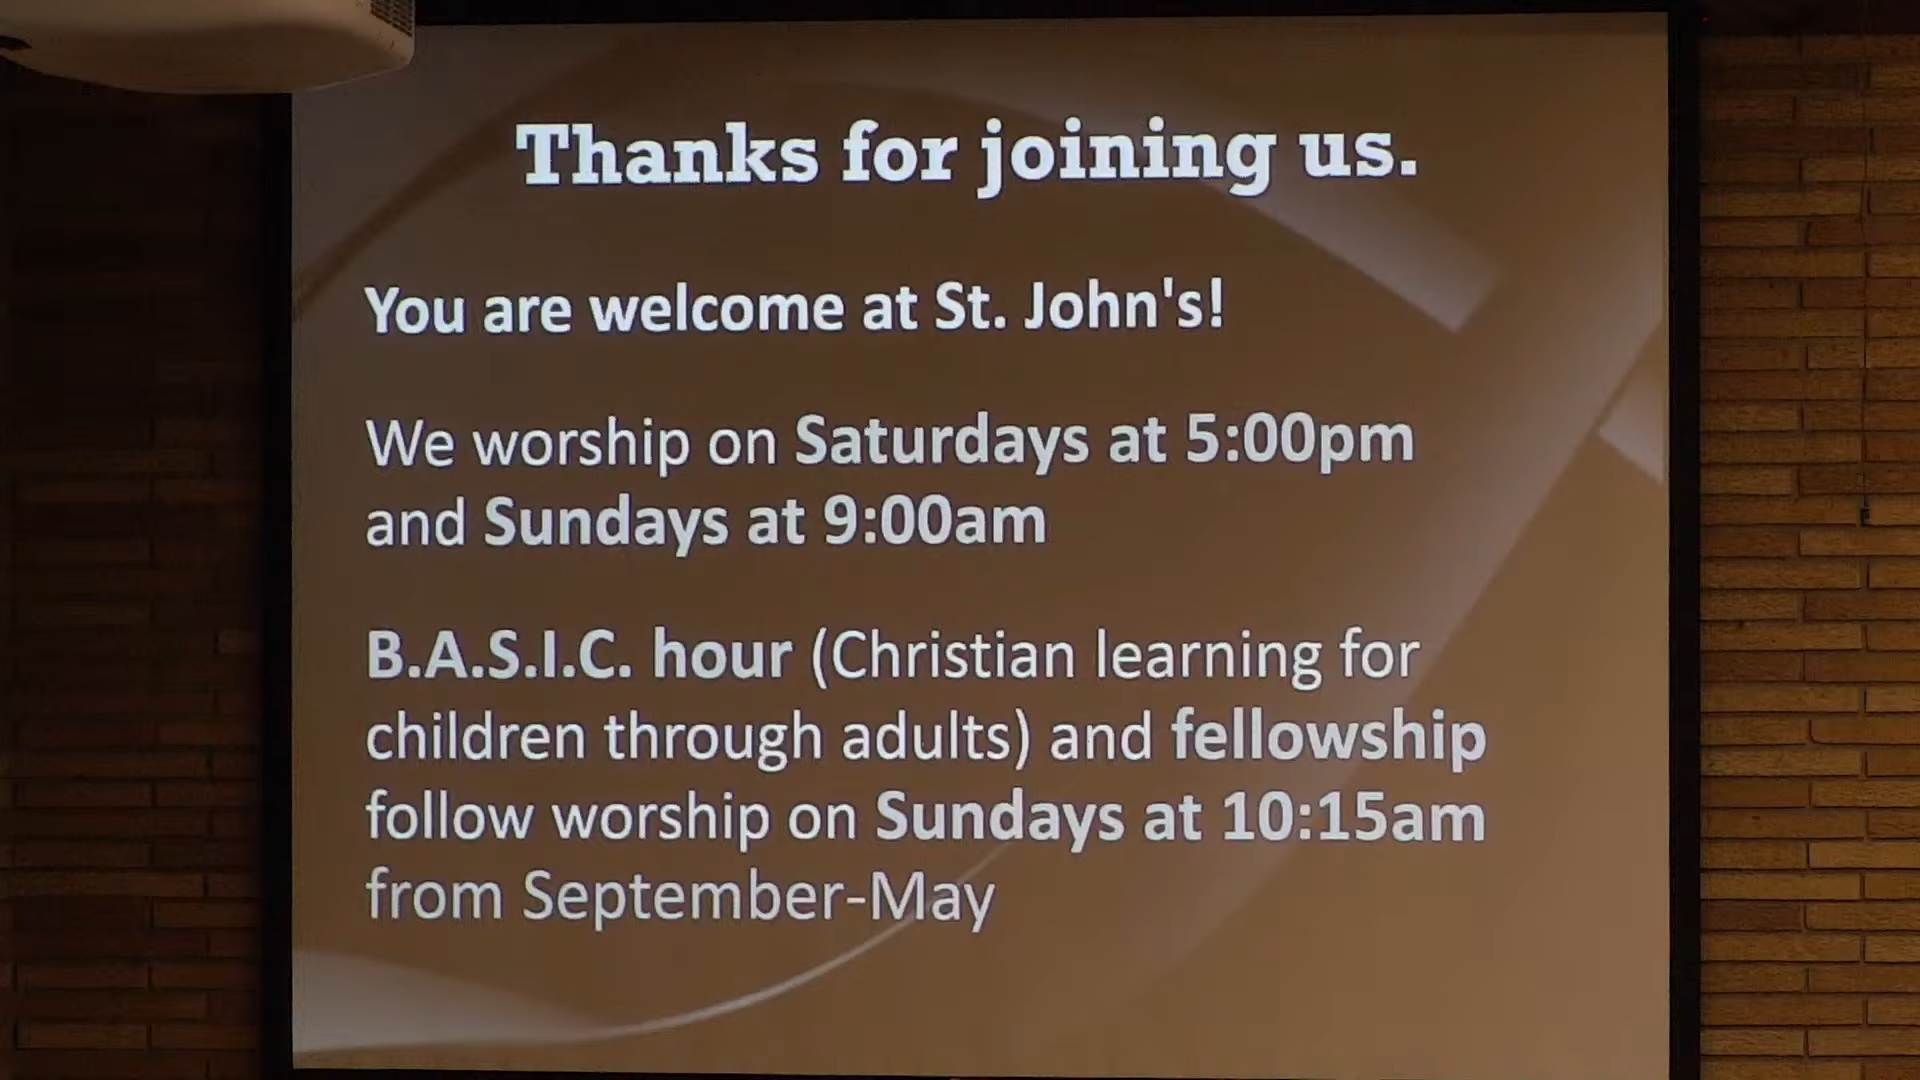 Thanks for joining us.
You are welcome at St. John's!
We worship on Saturdays at 5:00pm
and Sundays at 9:00am
B.A.S.I.C. hour (Christian learning for
children through adults) and fellowship
follow worship on Sundays at 10:15am
from September-May